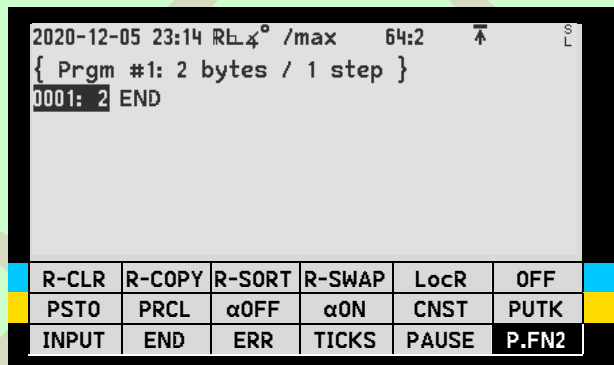 2020-12-05 23:14 R∟∡° /max 64:2 S L
{ Prgm #1: 2 bytes / 1 step }
0001: 2 END
R-CLR R-COPY R-SORT R-SWAP LocR OFF
PSTO PRCL αOFF αON CNST PUTK
INPUT END ERR TICKS PAUSE P.FN2